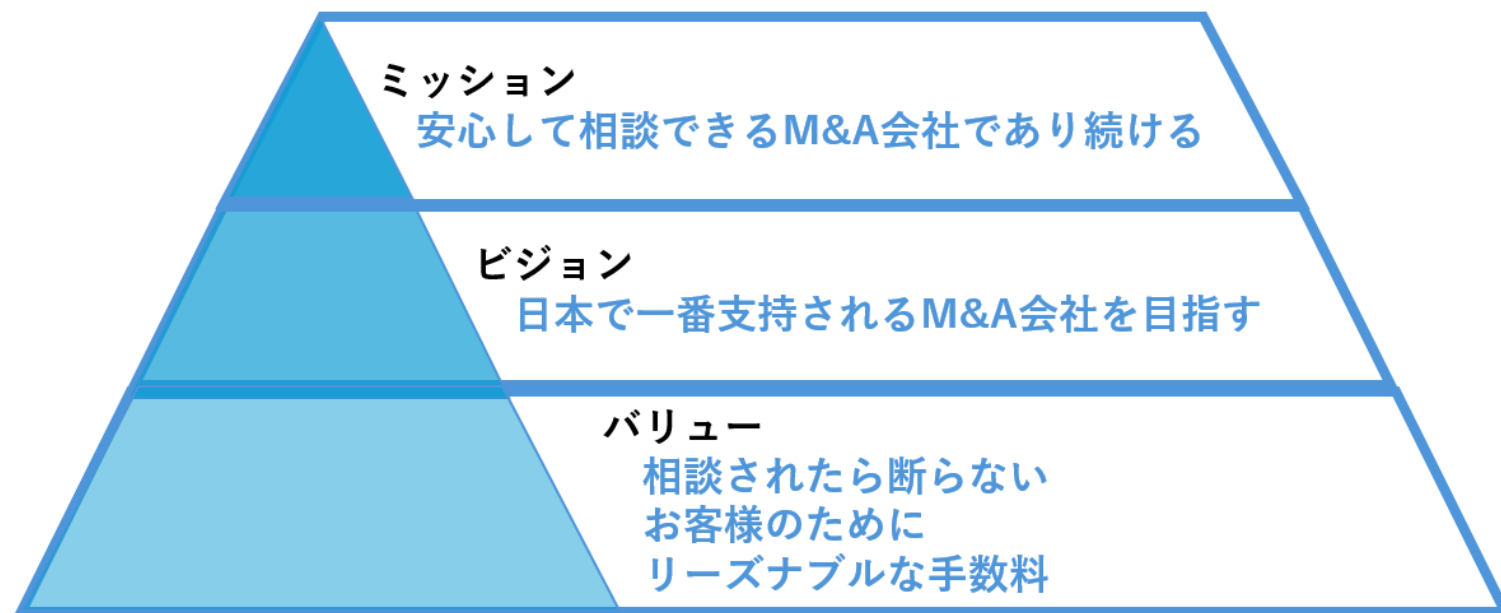 ミッション
安心して相談できるM&A会社であり続ける
ビジョン
日本で一番支持されるM&A会社を目指す
バリュー
相談されたら断らない
お客様のために
リーズナブルな手数料